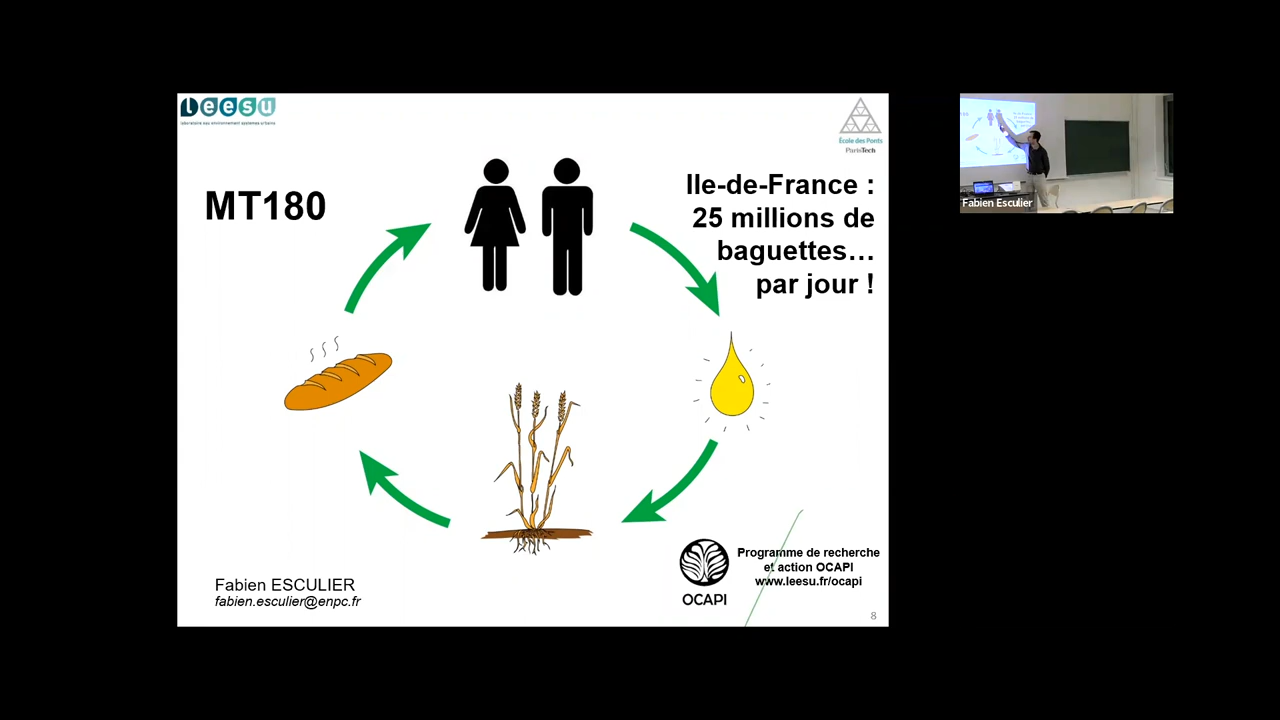 Leesu
laboratoire eau environnement systèmes urbains
École des Ponts
ParisTech
MT180
Ile-de-France :
25 millions de
baguettes…
par jour !
Fabien Esculier
Programme de recherche
et action OCAPI
www.leesu.fr/ocapi
OCAPI
Fabien ESCULIER
fabien.esculier@enpc.fr
8